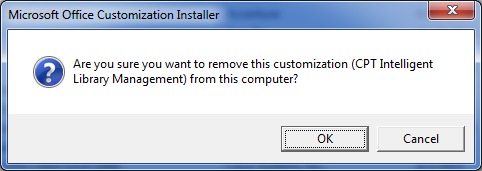 Microsoft Office Customization Installer
Are you sure you want to remove this customization (CPT Intelligent
Library Management) from this computer?
OK
Cancel